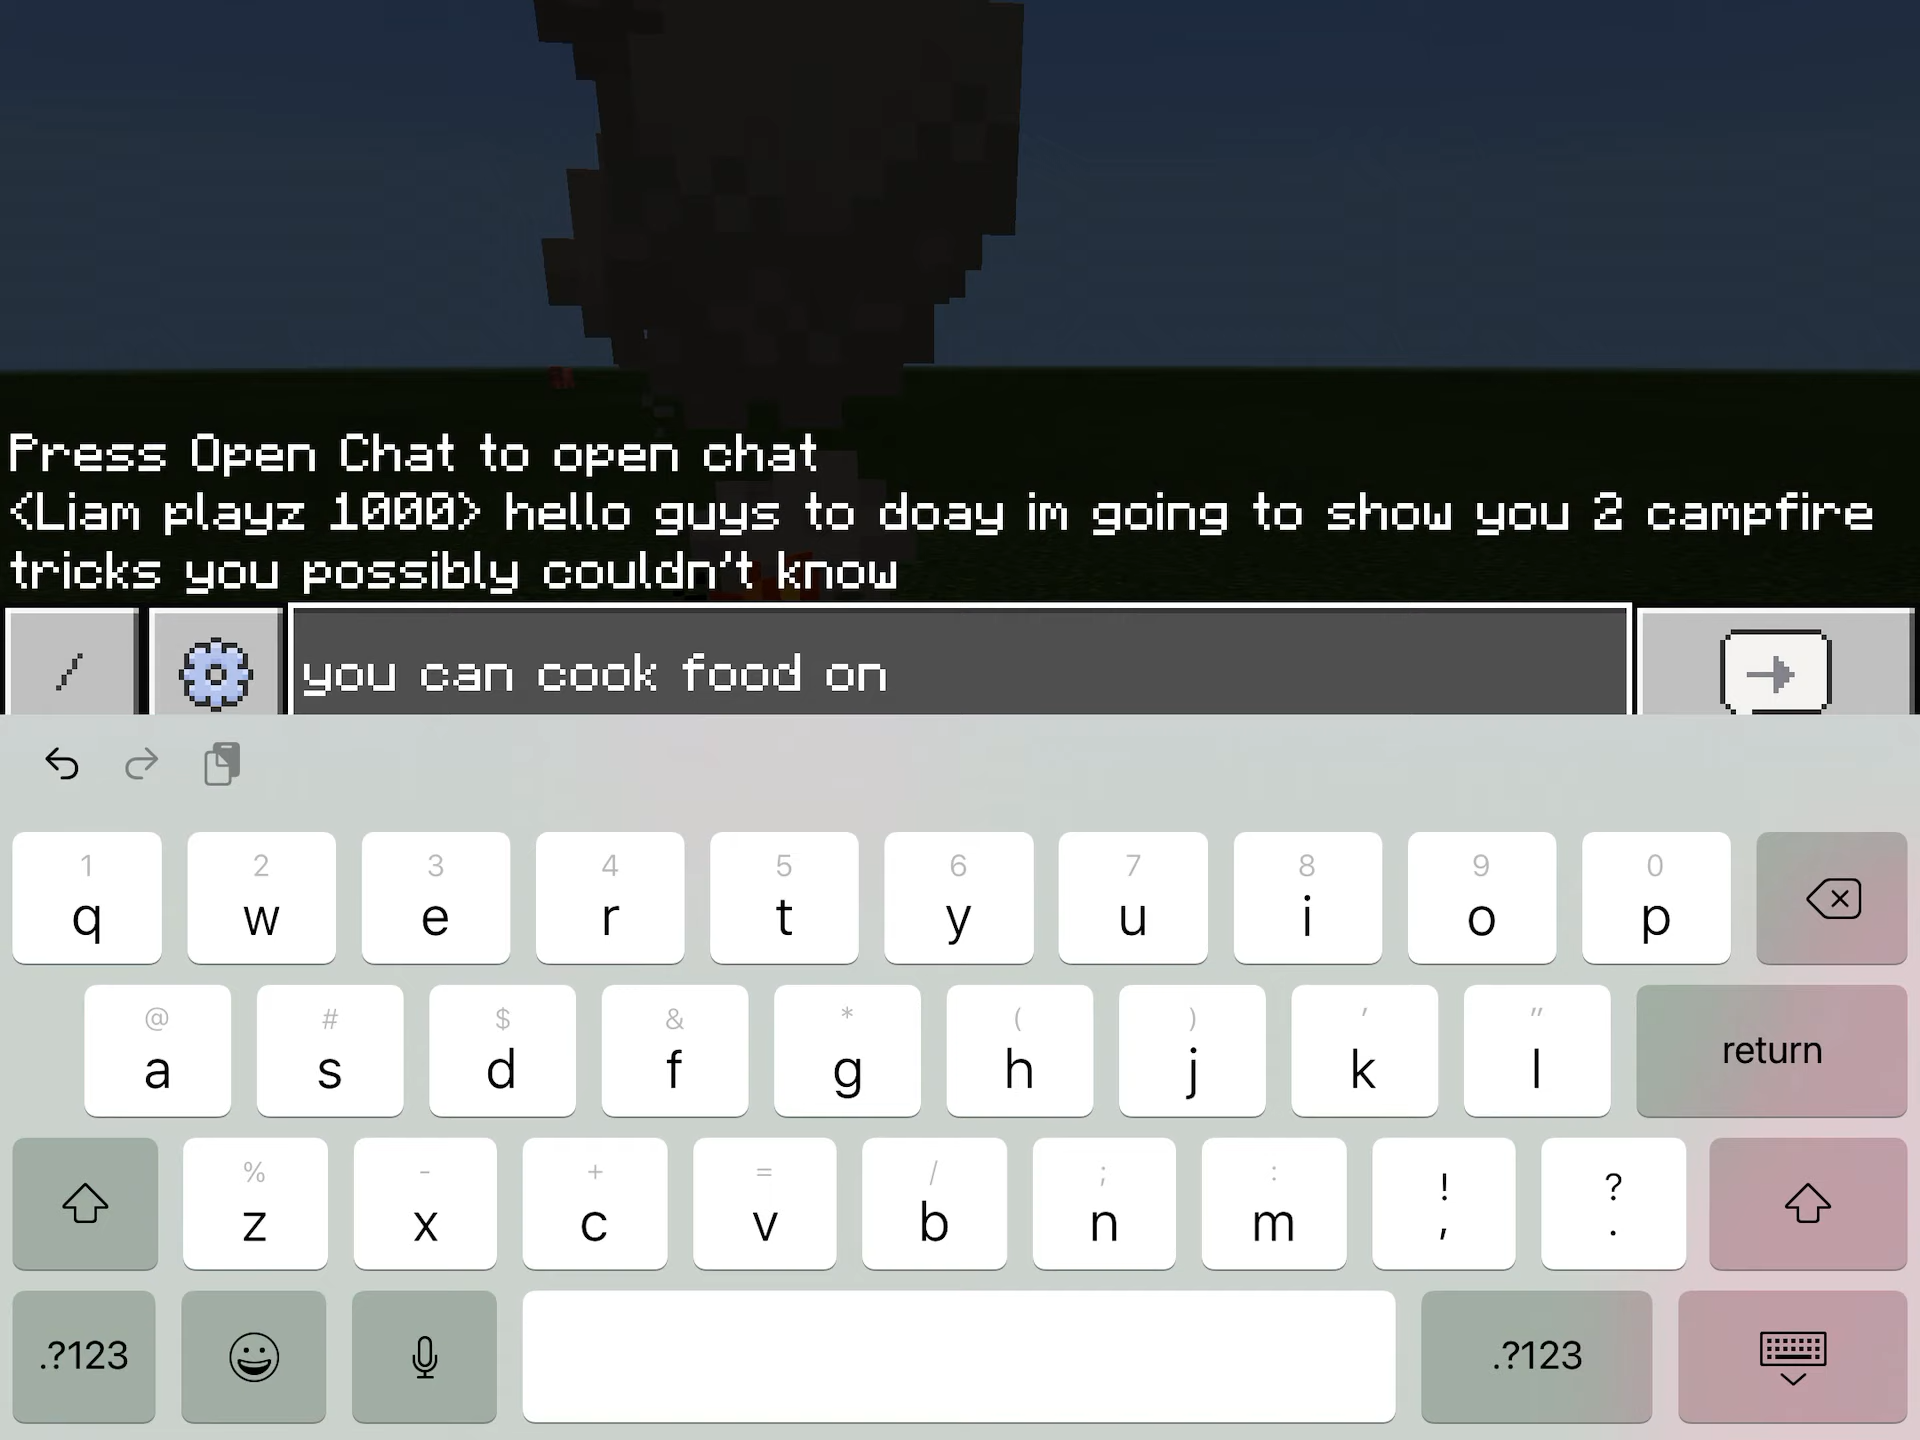 Press Open Chat to open chat
<Liam playz 1000> hello guys to doay im going to show you 2 campfire
tricks you possibly couldn't know
/ you can cook food on
1 2 3 4 5 6 7 8 9 0
q w e r t y u i o p
@ # $ & * ( ) ' "
a s d f g h j k l return
% - + = / ; : ! ?
z x c v b n m , .
.?123 .?123